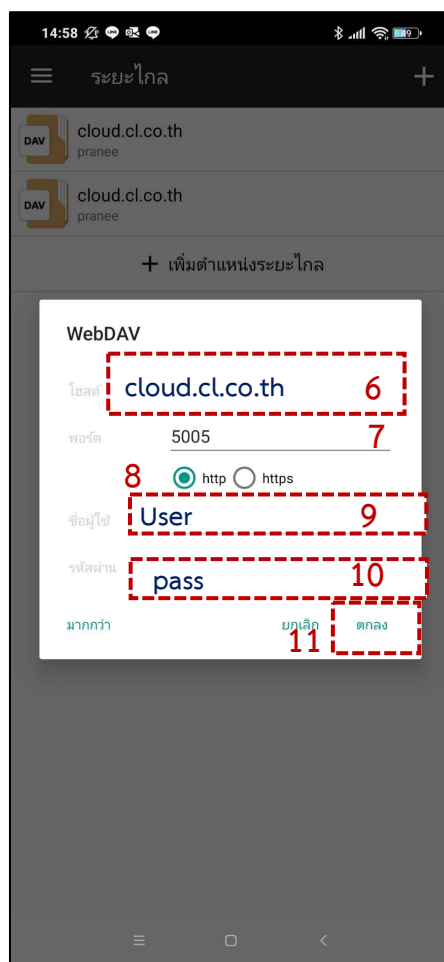 14:58
49
ระยะไกล
DAV
cloud.cl.co.th
pranee
DAV
cloud.cl.co.th
pranee
+ เพิ่มตำแหน่งระยะไกล
WebDAV
โฮสต์ cloud.cl.co.th 6
พอร์ต 5005 7
8 http https
ชื่อผู้ใช้ User 9
รหัสผ่าน pass 10
มากกว่า ยกเลิก ตกลง
11